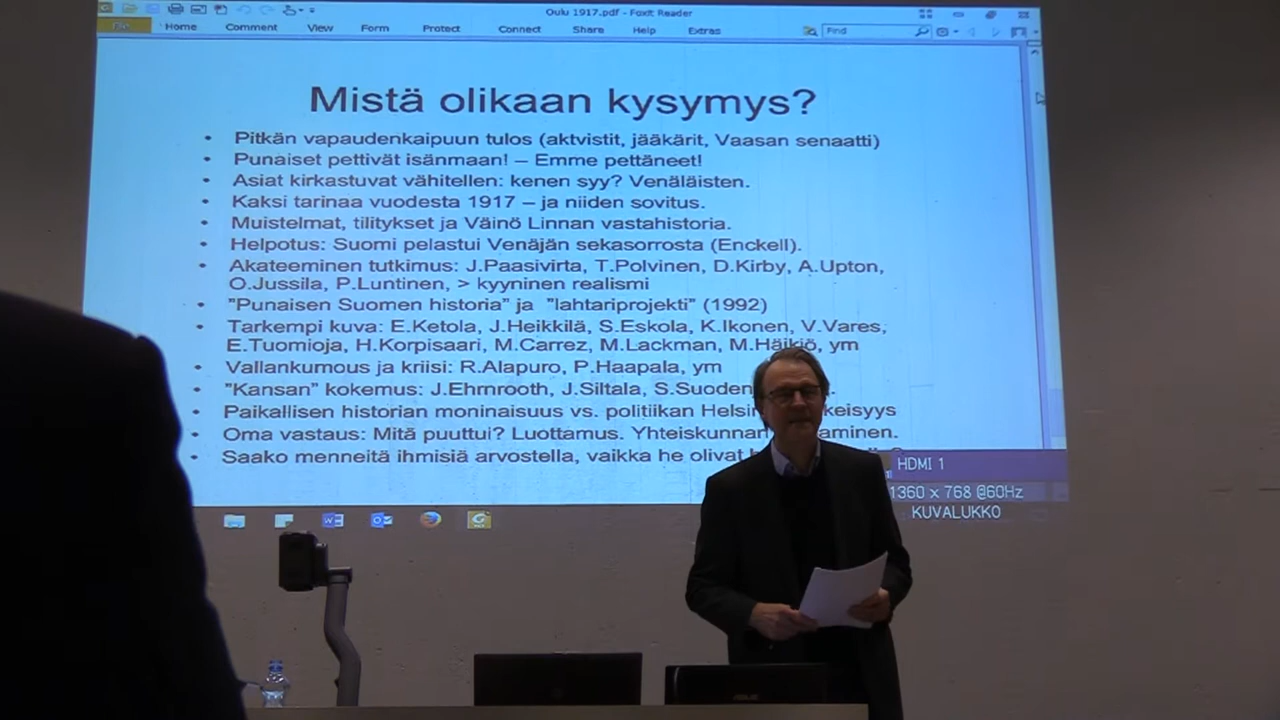 Oulu 1917.pdf - Foxit Reader
File Home Comment View Form Protect Connect Share Help Extras Find
Mistä olikaan kysymys?
• Pitkän vapaudenkaipuun tulos (aktvistit, jääkärit, Vaasan senaatti)
• Punaiset pettivät isänmaan! – Emme pettäneet!
• Asiat kirkastuvat vähitellen: kenen syy? Venäläisten.
• Kaksi tarinaa vuodesta 1917 – ja niiden sovitus.
• Muistelmat, tilitykset ja Väinö Linnan vastahistoria.
• Helpotus: Suomi pelastui Venäjän sekasorrosta (Enckell).
• Akateeminen tutkimus: J.Paasivirta, T.Polvinen, D.Kirby, A.Upton,
O.Jussila, P.Luntinen, > kyyninen realismi
• "Punaisen Suomen historia" ja "lahtariprojekti" (1992)
• Tarkempi kuva: E.Ketola, J.Heikkilä, S.Eskola, K.Ikonen, V.Vares,
E.Tuomioja, H.Korpisaari, M.Carrez, M.Lackman, M.Häikiö, ym
• Vallankumous ja kriisi: R.Alapuro, P.Haapala, ym
• "Kansan" kokemus: J.Ehrnrooth, J.Siltala,
• Paikallisen historian moninaisuus vs. politiikan
• Oma vastaus: Mitä puuttui? Luottamus. Yhteiskunnan
• Saako menneitä ihmisiä arvostella, vaikka he olivat
HDMI 1
1360 x 768 @60Hz
KUVALUKKO
ASUS